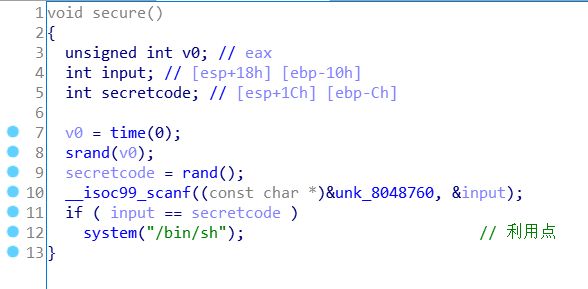 1 void secure()
2 {
3 unsigned int v0; // eax
4 int input; // [esp+18h] [ebp-10h]
5 int secretcode; // [esp+1Ch] [ebp-Ch]
6
7 v0 = time(0);
8 srand(v0);
9 secretcode = rand();
10 __isoc99_scanf((const char *)&unk_8048760, &input);
11 if ( input == secretcode )
12 system("/bin/sh"); // 利用点
13 }